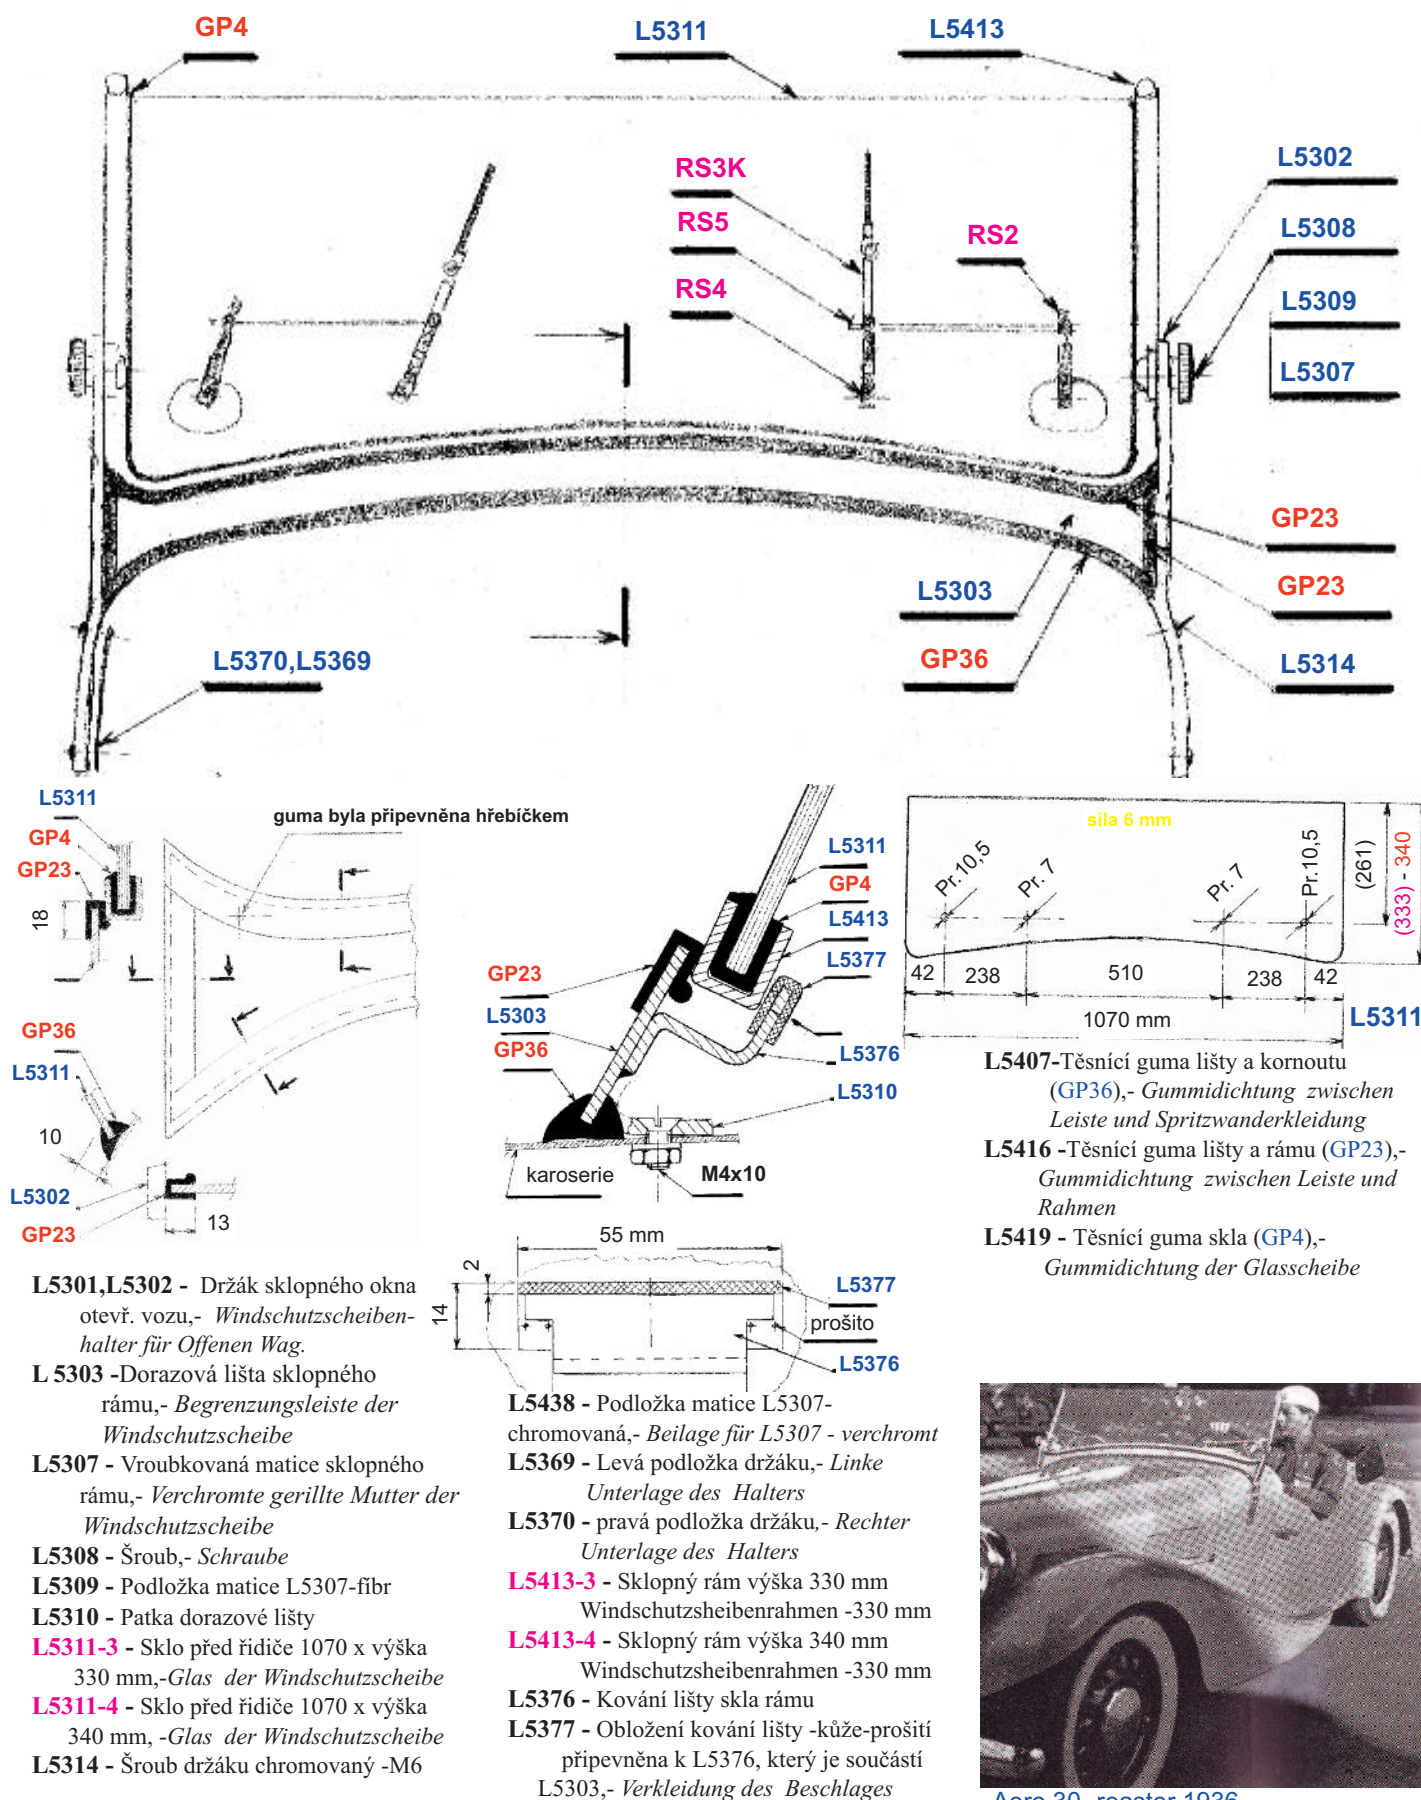 GP4
L5311
L5413
L5302
RS3K
RS5
RS2
L5308
RS4
L5309
L5307
GP23
L5303
GP23
GP36
L5314
L5370,L5369
L5311
GP4
GP23
18
guma byla připevněna hřebíčkem
GP36
L5311
10
L5302
GP23
13
L5311
GP4
L5413
L5377
GP23
L5303
GP36
L5376
L5310
karoserie
M4x10
síla 6 mm
Pr.10,5
Pr. 7
Pr. 7
Pr.10,5
(261)
(333) - 340
42
238
510
238
42
1070 mm
L5311
55 mm
2
14
L5377
prošito
L5376
L5407-Těsnící guma lišty a kornoutu
(GP36),- Gummidichtung zwischen
Leiste und Spritzwanderkleidung
L5416 -Těsnící guma lišty a rámu (GP23),-
Gummidichtung zwischen Leiste und
Rahmen
L5419 - Těsnící guma skla (GP4),-
Gummidichtung der Glasscheibe
L5301,L5302 - Držák sklopného okna
otevř. vozu,- Windschutzscheiben-
halter für Offenen Wag.
L 5303 -Dorazová lišta sklopného
rámu,- Begrenzungsleiste der
Windschutzscheibe
L5307 - Vroubkovaná matice sklopného
rámu,- Verchromte gerillte Mutter der
Windschutzscheibe
L5308 - Šroub,- Schraube
L5309 - Podložka matice L5307-fíbr
L5310 - Patka dorazové lišty
L5311-3 - Sklo před řidiče 1070 x výška
330 mm,-Glas der Windschutzscheibe
L5311-4 - Sklo před řidiče 1070 x výška
340 mm, -Glas der Windschutzscheibe
L5314 - Šroub držáku chromovaný -M6
L5438 - Podložka matice L5307-
chromovaná,- Beilage für L5307 - verchromt
L5369 - Levá podložka držáku,- Linke
Unterlage des Halters
L5370 - pravá podložka držáku,- Rechter
Unterlage des Halters
L5413-3 - Sklopný rám výška 330 mm
Windschutzsheibenrahmen -330 mm
L5413-4 - Sklopný rám výška 340 mm
Windschutzsheibenrahmen -330 mm
L5376 - Kování lišty skla rámu
L5377 - Obložení kování lišty -kůže-prošití
připevněna k L5376, který je součástí
L5303,- Verkleidung des Beschlages
Aero 30 -roaster 1936